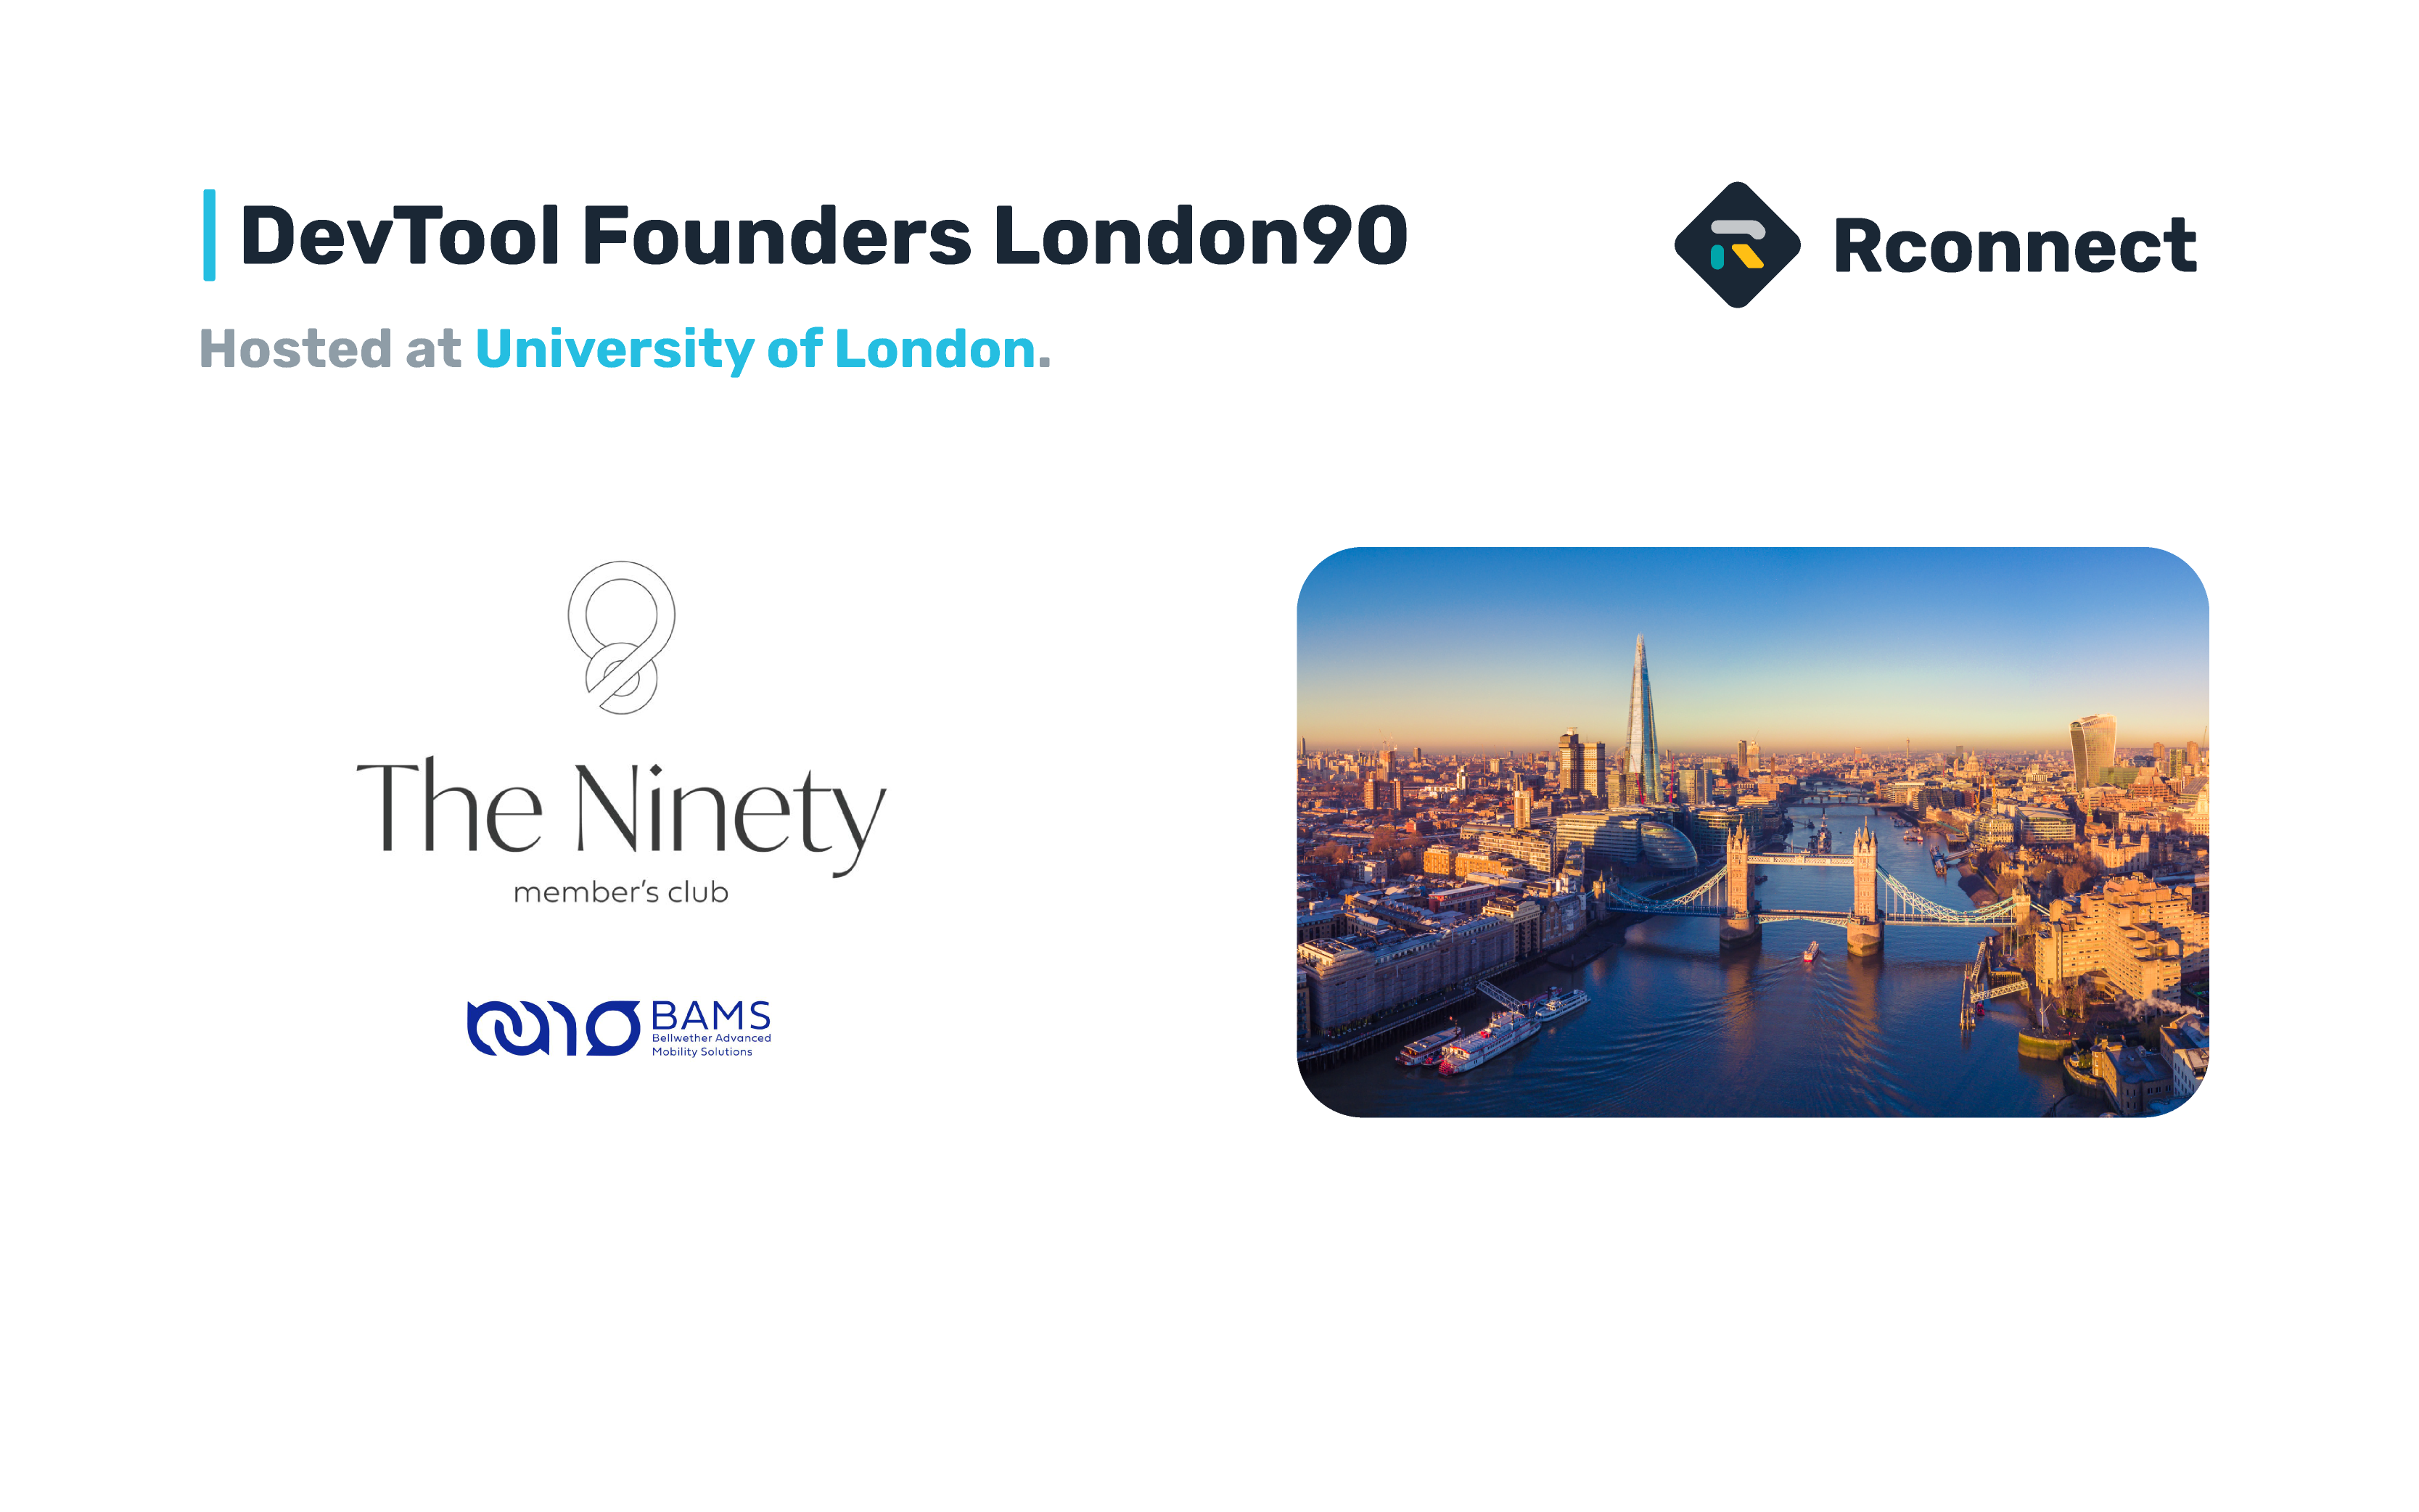 DevTool Founders London90
Rconnect
Hosted at University of London.
The Ninety
member's club
BAMS
Bellwether Advanced
Mobility Solutions